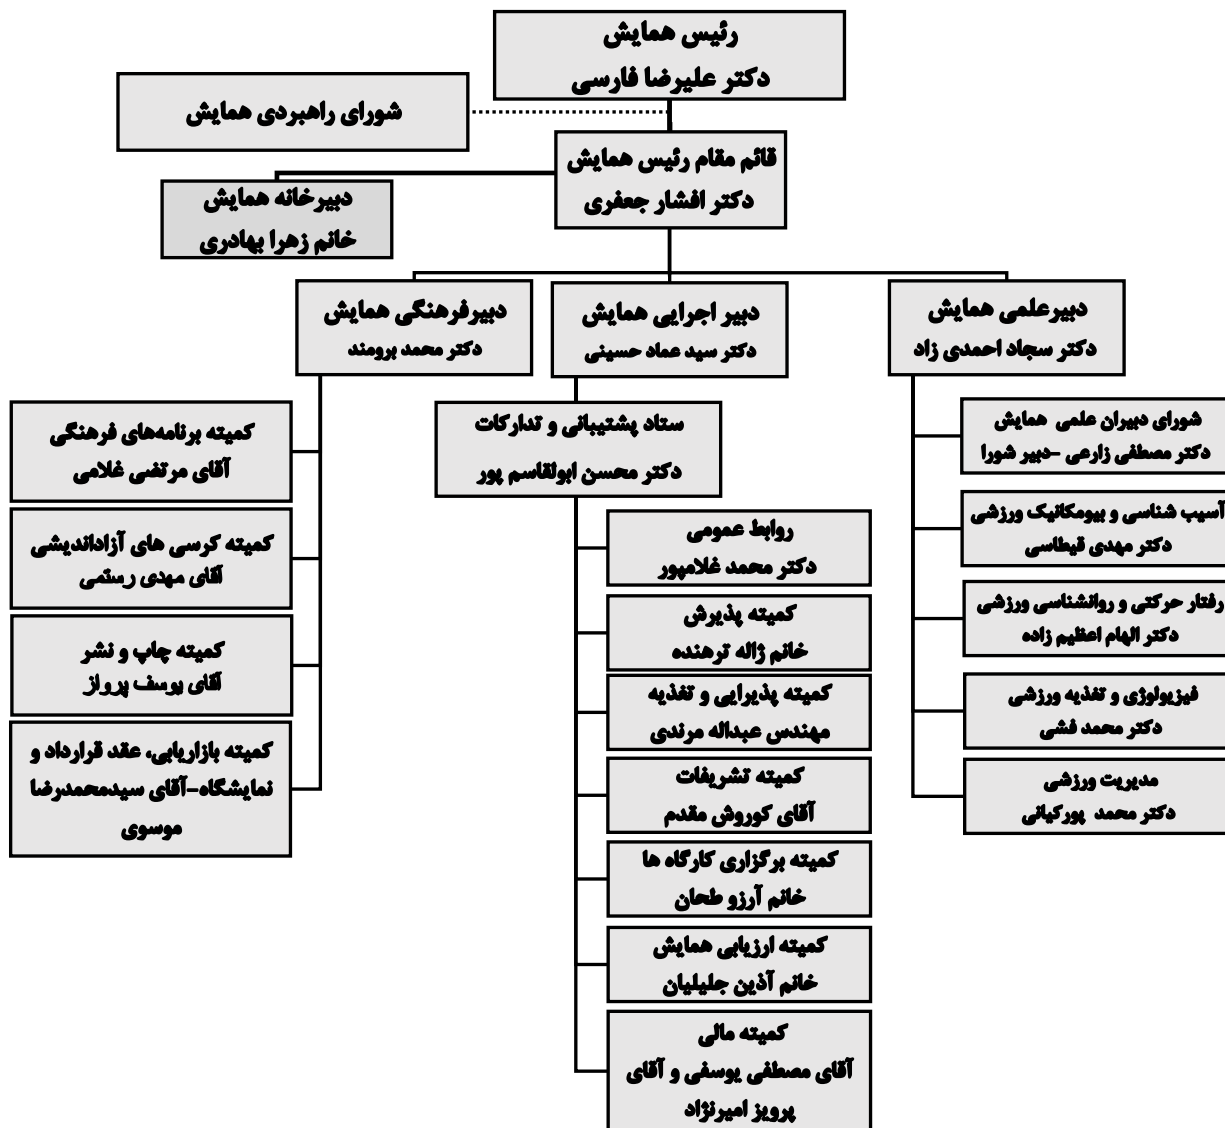 رئیس همایش
دکتر علیرضا فارسی
شورای راهبردی همایش
قائم مقام رئیس همایش
دکتر افشار جعفری
دبیرخانه همایش
خانم زهرا بهادری
دبیرعلمی همایش
دکتر سجاد احمدی زاد
شورای دبیران علمی همایش
دکتر مصطفی زارعی -دبیر شورا
آسیب شناسی و بیومکانیک ورزشی
دکتر مهدی قیطاسی
رفتار حرکتی و روانشناسی ورزشی
دکتر الهام اعظیم زاده
فیزیولوژی و تغذیه ورزشی
دکتر محمد فشی
مدیریت ورزشی
دکتر محمد پورکیانی
دبیر اجرایی همایش
دکتر سید عماد حسینی
ستاد پشتیبانی و تدارکات
دکتر محسن ابولقاسم پور
روابط عمومی
دکتر محمد غلامپور
کمیته پذیرش
خانم ژاله ترهنده
کمیته پذیرایی و تغذیه
مهندس عبداله مرندی
کمیته تشریفات
آقای کوروش مقدم
کمیته برگزاری کارگاه ها
خانم آرزو طحان
کمیته ارزیابی همایش
خانم آذین جلیلیان
کمیته مالی
آقای مصطفی یوسفی و آقای
پرویز امیرنژاد
دبیرفرهنگی همایش
دکتر محمد برومند
کمیته برنامه‌های فرهنگی
آقای مرتضی غلامی
کمیته کرسی های آزاداندیشی
آقای مهدی رستمی
کمیته چاپ و نشر
آقای یوسف پرواز
کمیته بازاریابی، عقد قرارداد و
نمایشگاه-آقای سیدمحمدرضا
موسوی